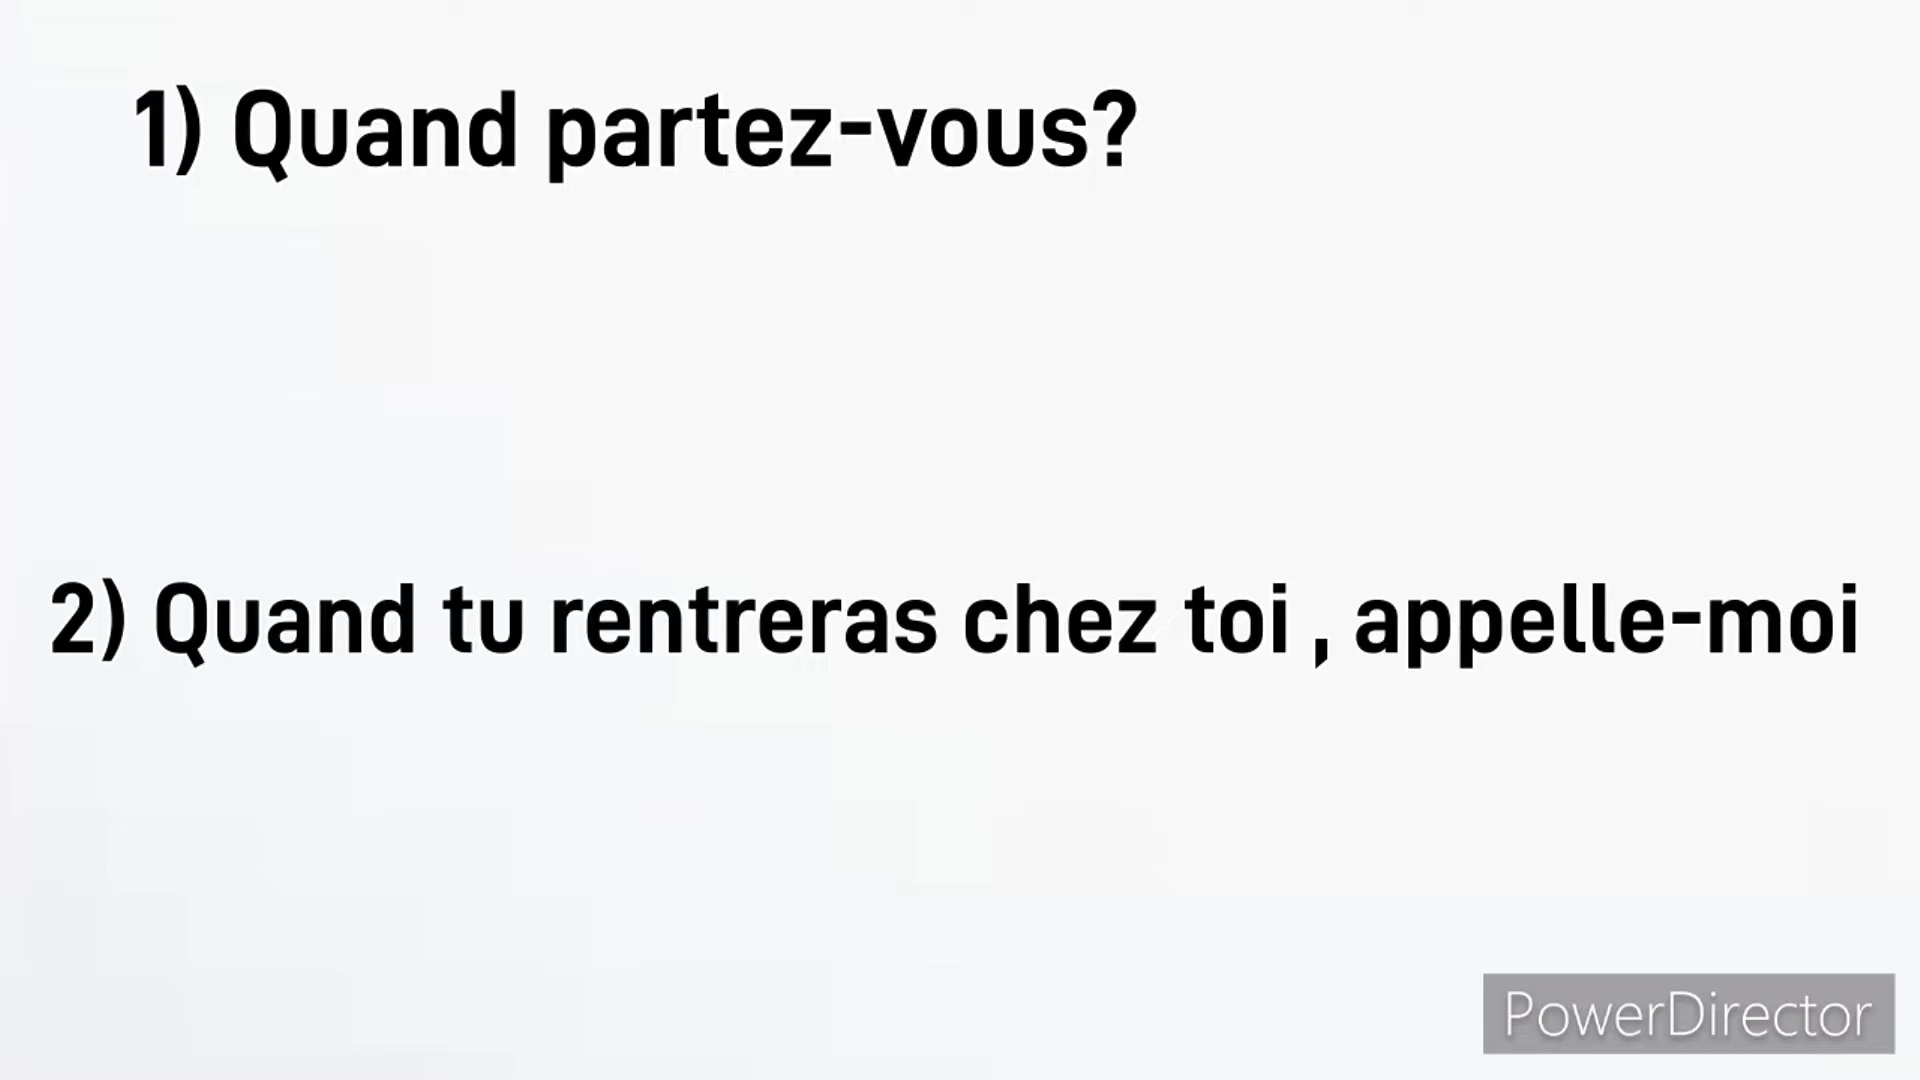 1) Quand partez-vous?
2) Quand tu rentreras chez toi , appelle-moi
PowerDirector